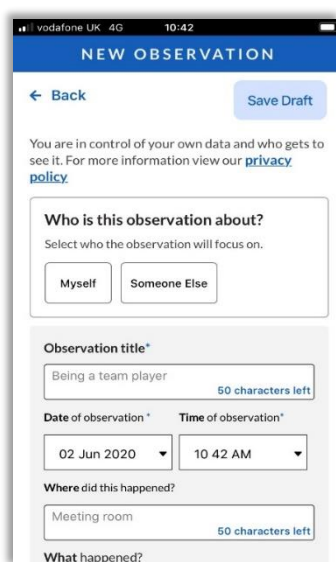 vodafone UK 4G 10:42
NEW OBSERVATION
← Back
Save Draft
You are in control of your own data and who gets to
see it. For more information view our privacy
policy
Who is this observation about?
Select who the observation will focus on.
Myself Someone Else
Observation title*
Being a team player
50 characters left
Date of observation * Time of observation*
02 Jun 2020 10 42 AM
Where did this happened?
Meeting room
50 characters left
What happened?